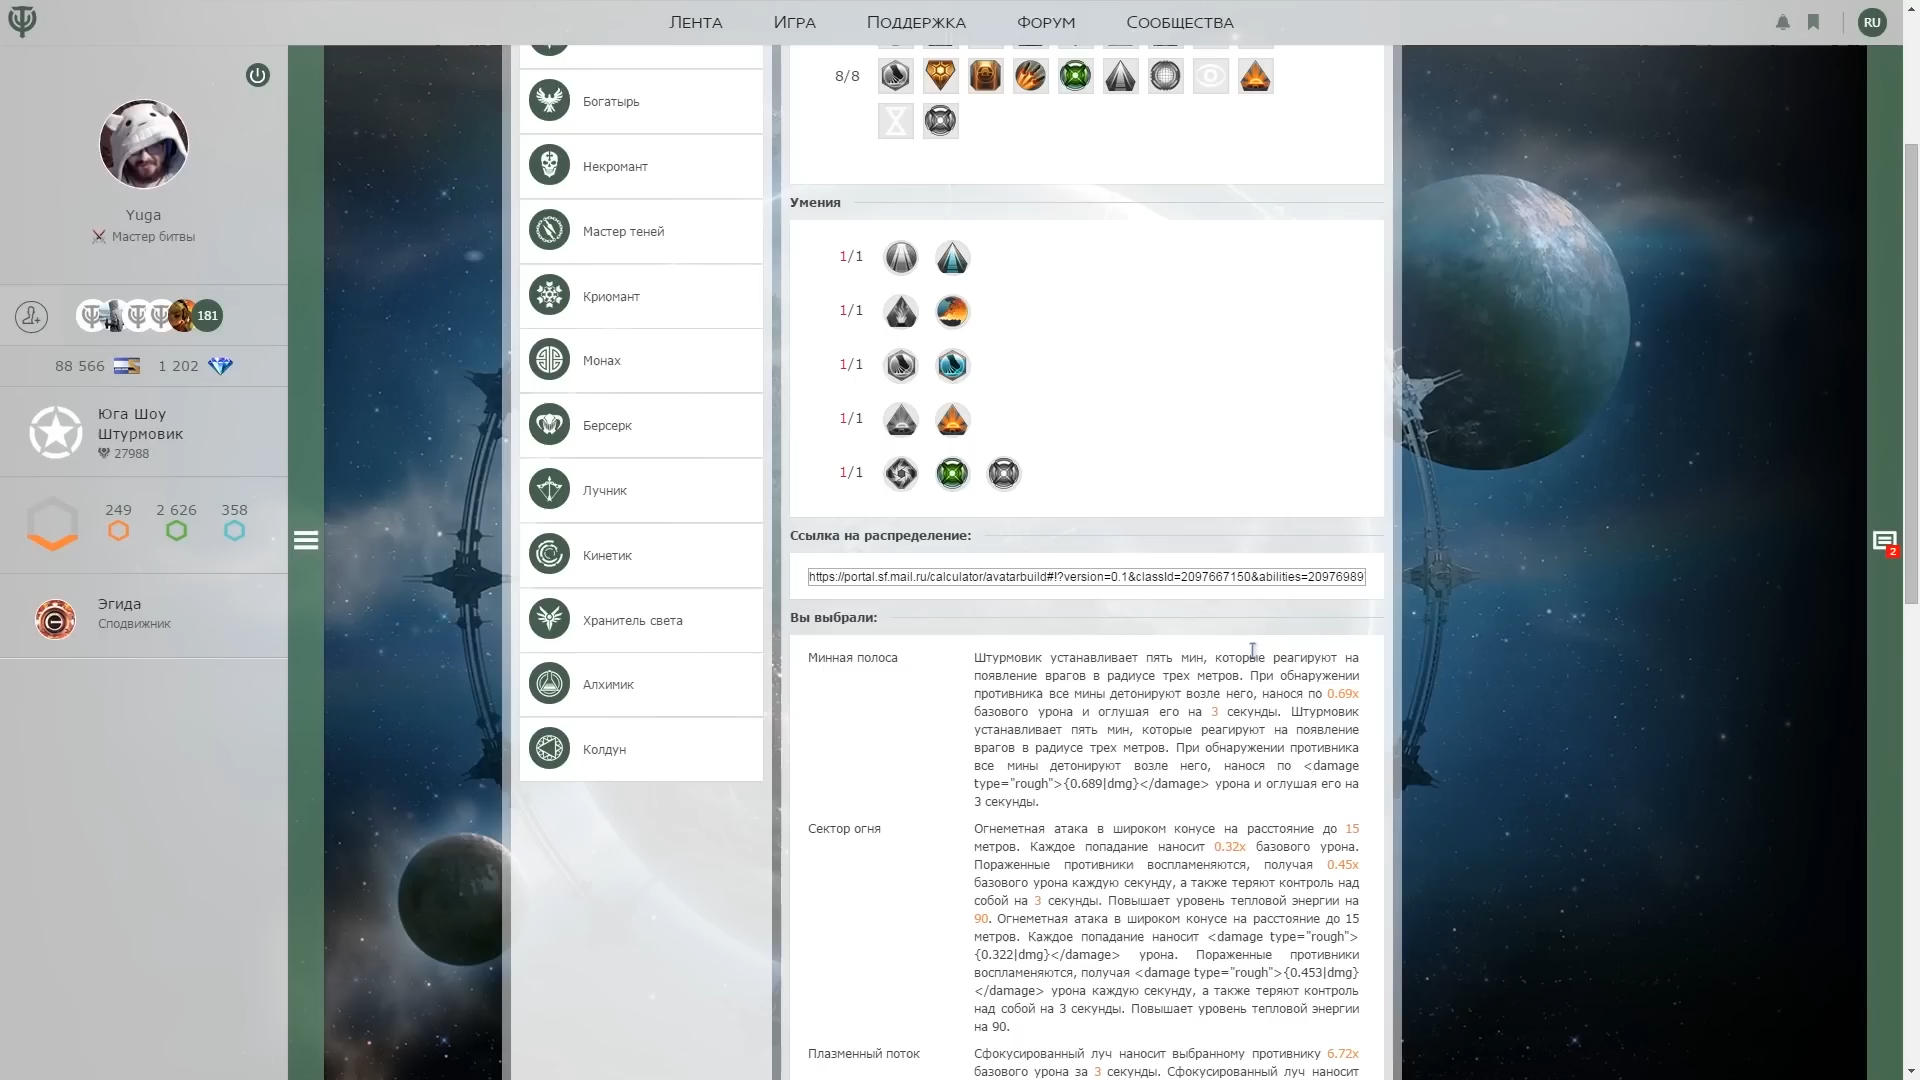 Лента
Игра
Поддержка
Форум
Сообщества
RU
Yuga
Мастер битвы
181
88 566
1 202
Юга Шоу
Штурмовик
27988
249
2 626
358
Эгида
Сподвижник
Богатырь
Некромант
Мастер теней
Криомант
Монах
Берсерк
Лучник
Кинетик
Хранитель света
Алхимик
Колдун
8/8
Умения
1/1
1/1
1/1
1/1
1/1
Ссылка на распределение:
https://portal.sf.mail.ru/calculator/avatarbuild#!?version=0.1&classId=2097667150&abilities=20976989
Вы выбрали:
Минная полоса
Штурмовик устанавливает пять мин, которые реагируют на
появление врагов в радиусе трех метров. При обнаружении
противника все мины детонируют возле него, нанося по 0.69x
базового урона и оглушая его на 3 секунды. Штурмовик
устанавливает пять мин, которые реагируют на появление
врагов в радиусе трех метров. При обнаружении противника
все мины детонируют возле него, нанося по <damage
type="rough">{0.689|dmg}</damage> урона и оглушая его на
3 секунды.
Сектор огня
Огнеметная атака в широком конусе на расстояние до 15
метров. Каждое попадание наносит 0.32x базового урона.
Пораженные противники воспламеняются, получая 0.45x
базового урона каждую секунду, а также теряют контроль над
собой на 3 секунды. Повышает уровень тепловой энергии на
90. Огнеметная атака в широком конусе на расстояние до 15
метров. Каждое попадание наносит <damage type="rough">
{0.322|dmg}</damage> урона. Пораженные противники
воспламеняются, получая <damage type="rough">{0.453|dmg}
</damage> урона каждую секунду, а также теряют контроль
над собой на 3 секунды. Повышает уровень тепловой энергии
на 90.
Плазменный поток
Сфокусированный луч наносит выбранному противнику 6.72x
базового урона за 3 секунды. Сфокусированный луч наносит
2